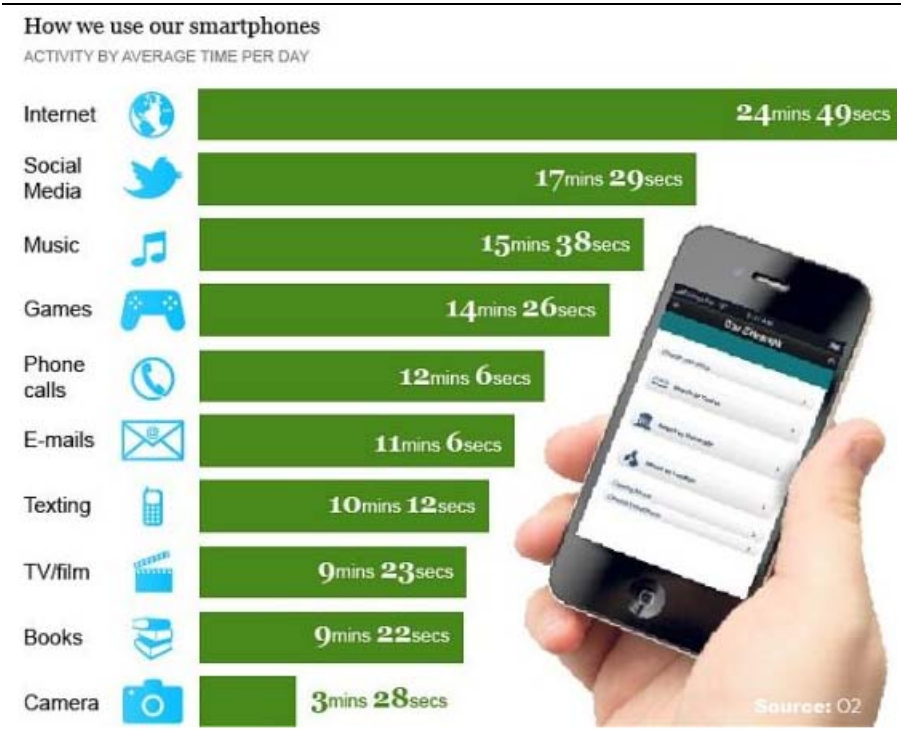 How we use our smartphones
ACTIVITY BY AVERAGE TIME PER DAY
Internet 24mins 49secs
Social
Media 17mins 29secs
Music 15mins 38secs
Games 14mins 26secs
Phone
calls 12mins 6secs
E-mails @ 11mins 6secs
Texting 10mins 12secs
TV/film 9mins 23secs
Books 9mins 22secs
Camera 3mins 28secs
Source: O2